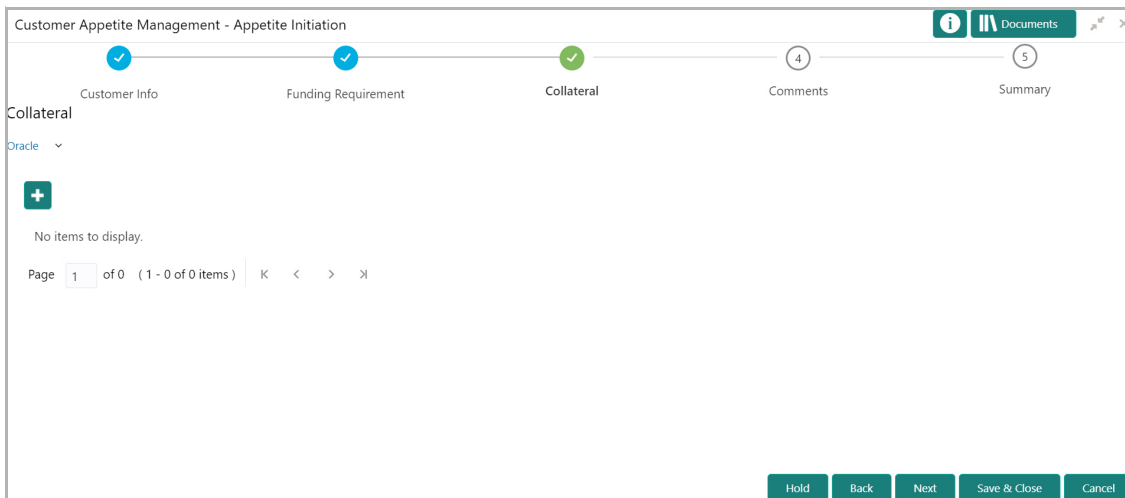 Customer Appetite Management - Appetite Initiation
i Documents
4 5
Customer Info Funding Requirement Collateral Comments Summary
Collateral
Oracle
No items to display.
Page 1 of 0 ( 1 - 0 of 0 items )
Hold Back Next Save & Close Cancel